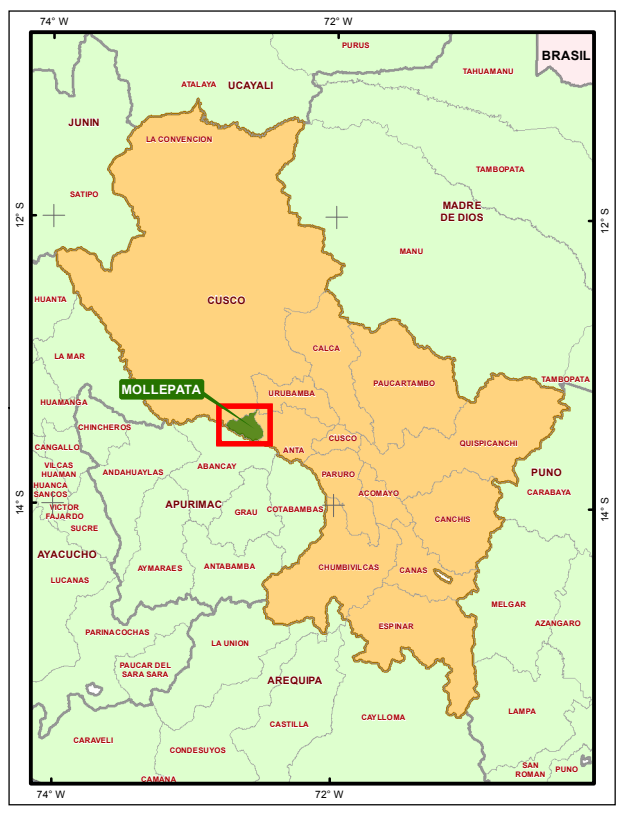 74° W
72° W
PURUS
BRASIL
TAHUAMANU
ATALAYA
UCAYALI
JUNIN
LA CONVENCION
TAMBOPATA
SATIPO
MADRE
DE DIOS
12° S
12° S
MANU
HUANTA
CUSCO
CALCA
LA MAR
MOLLEPATA
PAUCARTAMBO
TAMBOPATA
URUBAMBA
HUAMANGA
CHINCHEROS
CUSCO
QUISPICANCHI
CANGALLO
ANTA
VILCAS
HUAMAN
ANDAHUAYLAS
ABANCAY
PARURO
PUNO
HUANCA
SANCOS
ACOMAYO
CARABAYA
14° S
APURIMAC
GRAU
COTABAMBAS
14° S
VICTOR
FAJARDO
CANCHIS
SUCRE
AYACUCHO
AYMARAES
ANTABAMBA
CHUMBIVILCAS
CANAS
LUCANAS
MELGAR
AZANGARO
PARINACOCHAS
ESPINAR
LA UNION
PAUCAR DEL
SARA SARA
AREQUIPA
CAYLLOMA
LAMPA
CASTILLA
CARAVELI
CONDESUYOS
SAN
ROMAN
PUNO
CAMANA
74° W
72° W